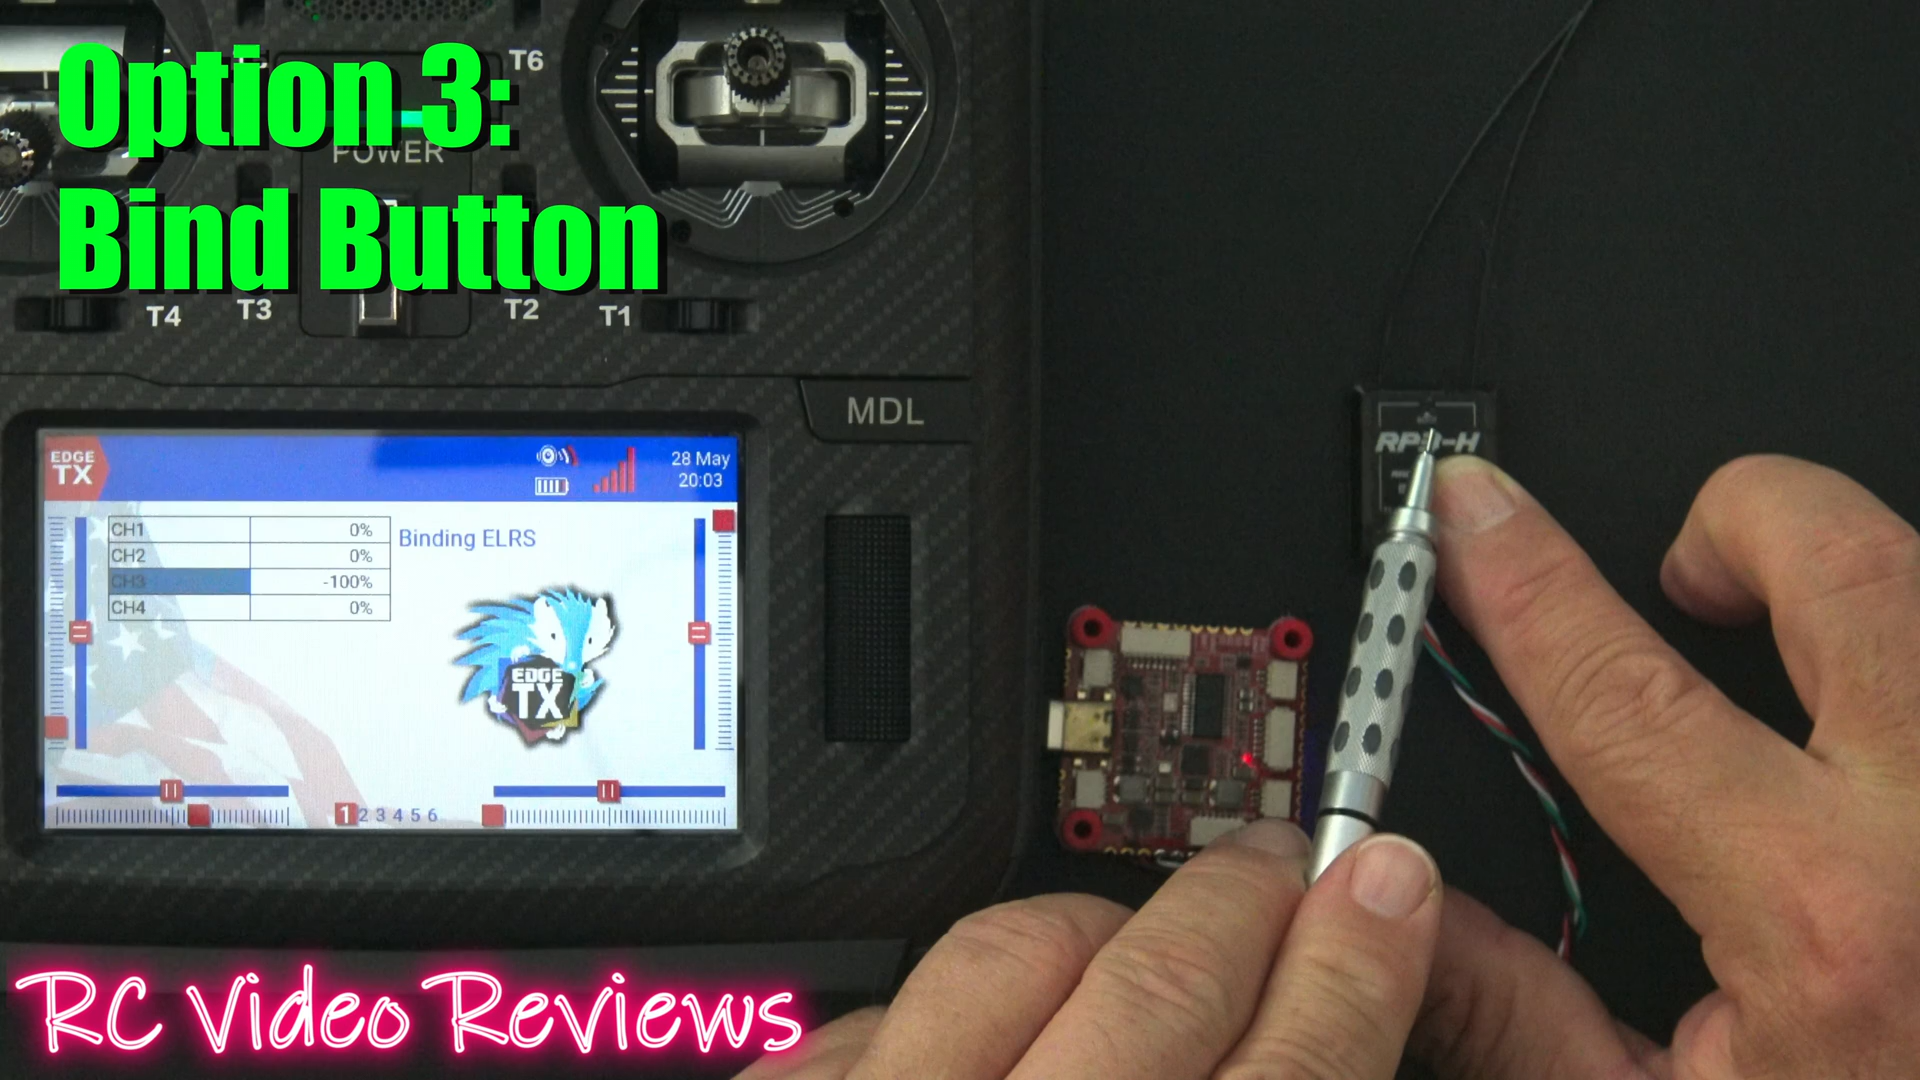 Option 3:
Bind Button
T6
POWER
T4
T3
T2
T1
MDL
EDGE
TX
28 May
20:03
CH1 0%
CH2 0%
CH3 -100%
CH4 0%
Binding ELRS
EDGE
TX
1 2 3 4 5 6
RC Video Reviews